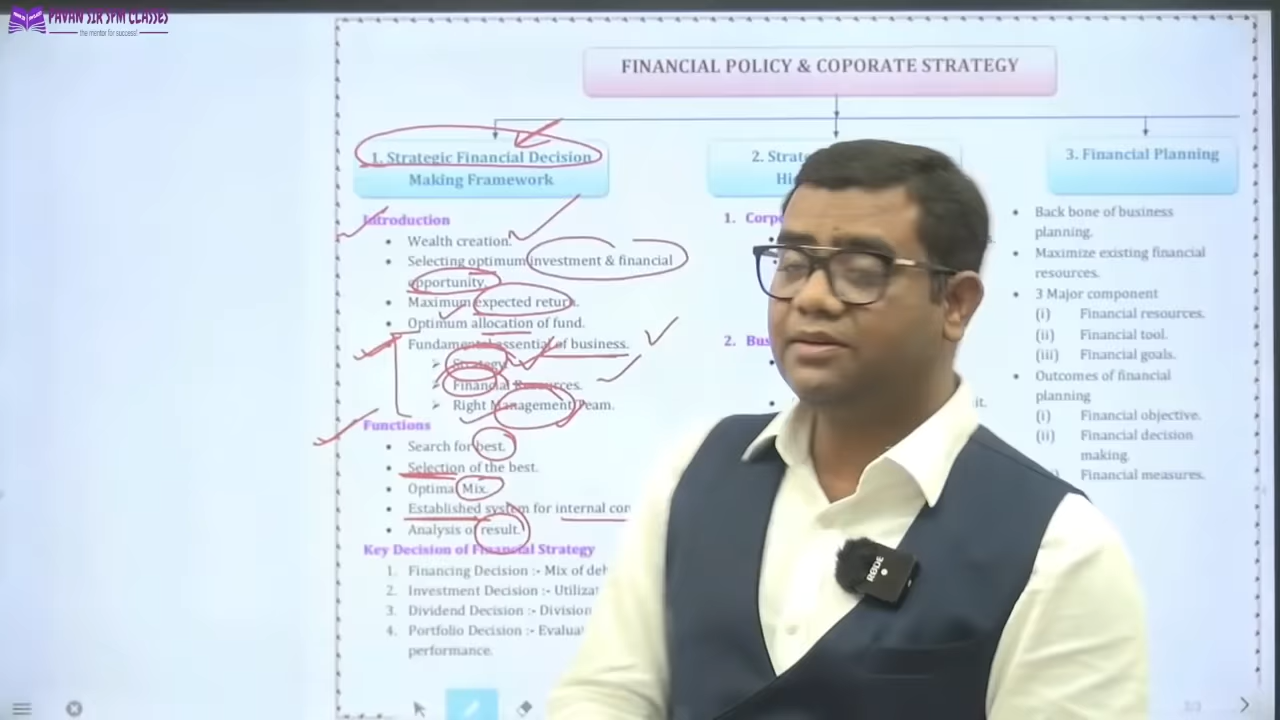 PAVAN SIR SFM CLASSES
the mentor for success!
FINANCIAL POLICY & COPORATE STRATEGY
1. Strategic Financial Decision
Making Framework
Introduction
Wealth creation.
Selecting optimum investment & financial
opportunity.
Maximum expected return.
Optimum allocation of fund.
Fundamental essential of business.
Strategy.
Financial Resources.
Right Management Team.
Functions
Search for best.
Selection of the best.
Optimal Mix.
Established system for internal con
Analysis of result.
Key Decision of Financial Strategy
1. Financing Decision :- Mix of deb
2. Investment Decision :- Utilizat
3. Dividend Decision :- Division
4. Portfolio Decision :- Evalua
performance.
2. Strate
Hi
1. Corp
2. Bus
it.
3. Financial Planning
Back bone of business
planning.
Maximize existing financial
resources.
3 Major component
(i) Financial resources.
(ii) Financial tool.
(iii) Financial goals.
Outcomes of financial
planning
(i) Financial objective.
(ii) Financial decision
making.
Financial measures.
RØDE